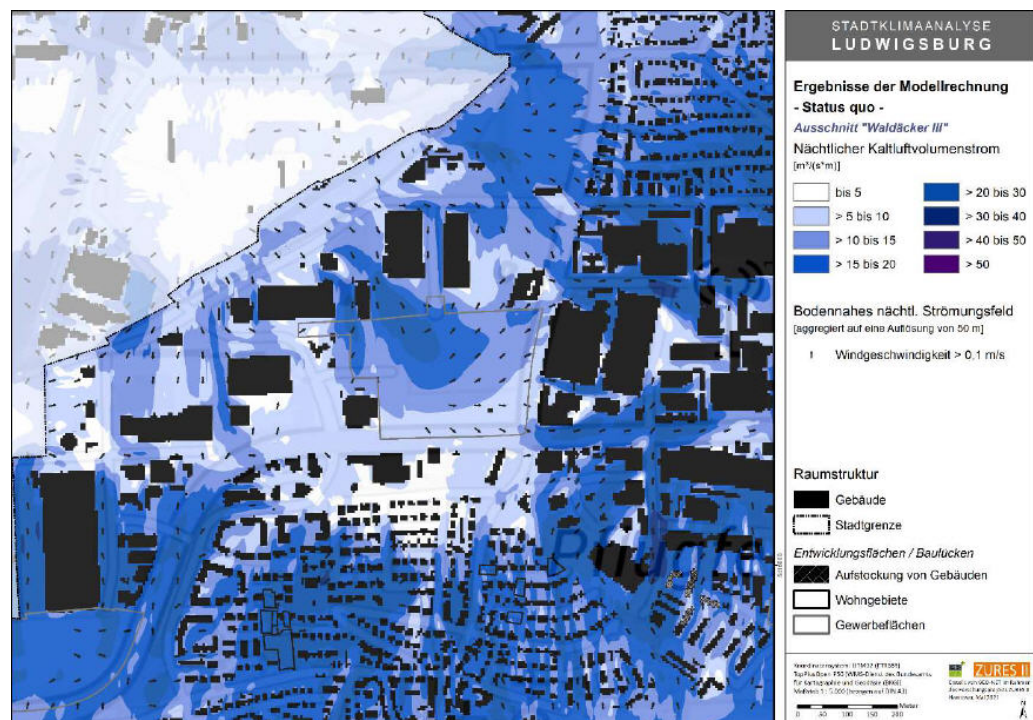 STADTKLIMAANALYSE
LUDWIGSBURG
Ergebnisse der Modellrechnung
- Status quo -
Ausschnitt "Waldäcker III"
Nächtlicher Kaltluftvolumenstrom
[m³/(s*m)]
bis 5
> 20 bis 30
> 5 bis 10
> 30 bis 40
> 10 bis 15
> 40 bis 50
> 15 bis 20
> 50
Bodennahes nächtl. Strömungsfeld
[aggregiert auf eine Auflösung von 50 m]
Windgeschwindigkeit > 0,1 m/s
Raumstruktur
Gebäude
Stadtgrenze
Entwicklungsflächen / Baulücken
Aufstockung von Gebäuden
Wohngebiete
Gewerbeflächen
ZURES II
Meter
0 50 100 150 200